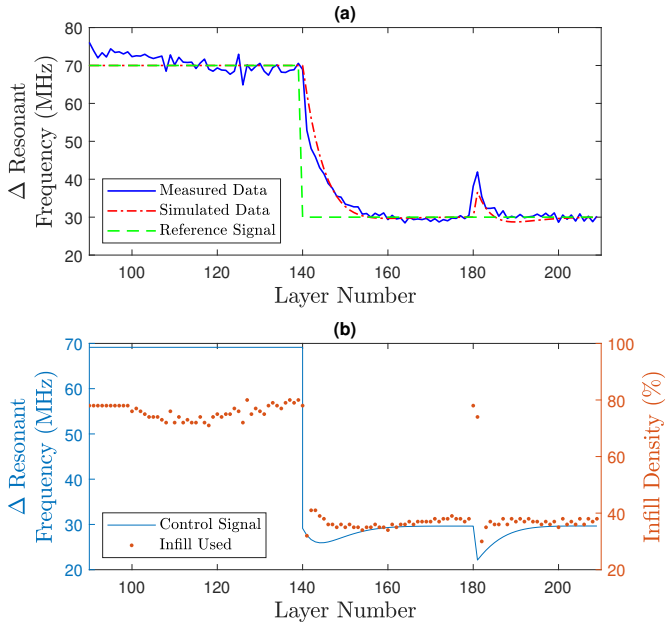 (a)
80
70
60
50
40
30
20
Δ Resonant
Frequency (MHz)
Measured Data
Simulated Data
Reference Signal
100
120
140
160
180
200
Layer Number
(b)
70
60
50
40
30
20
Δ Resonant
Frequency (MHz)
100
80
60
40
20
Infill Density (%)
Control Signal
Infill Used
100
120
140
160
180
200
Layer Number